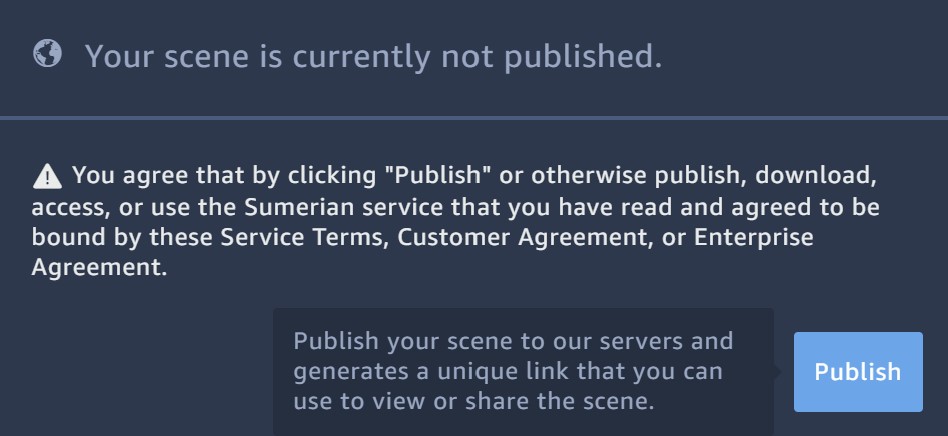 Your scene is currently not published.
You agree that by clicking "Publish" or otherwise publish, download,
access, or use the Sumerian service that you have read and agreed to be
bound by these Service Terms, Customer Agreement, or Enterprise
Agreement.
Publish your scene to our servers and
generates a unique link that you can
use to view or share the scene.
Publish